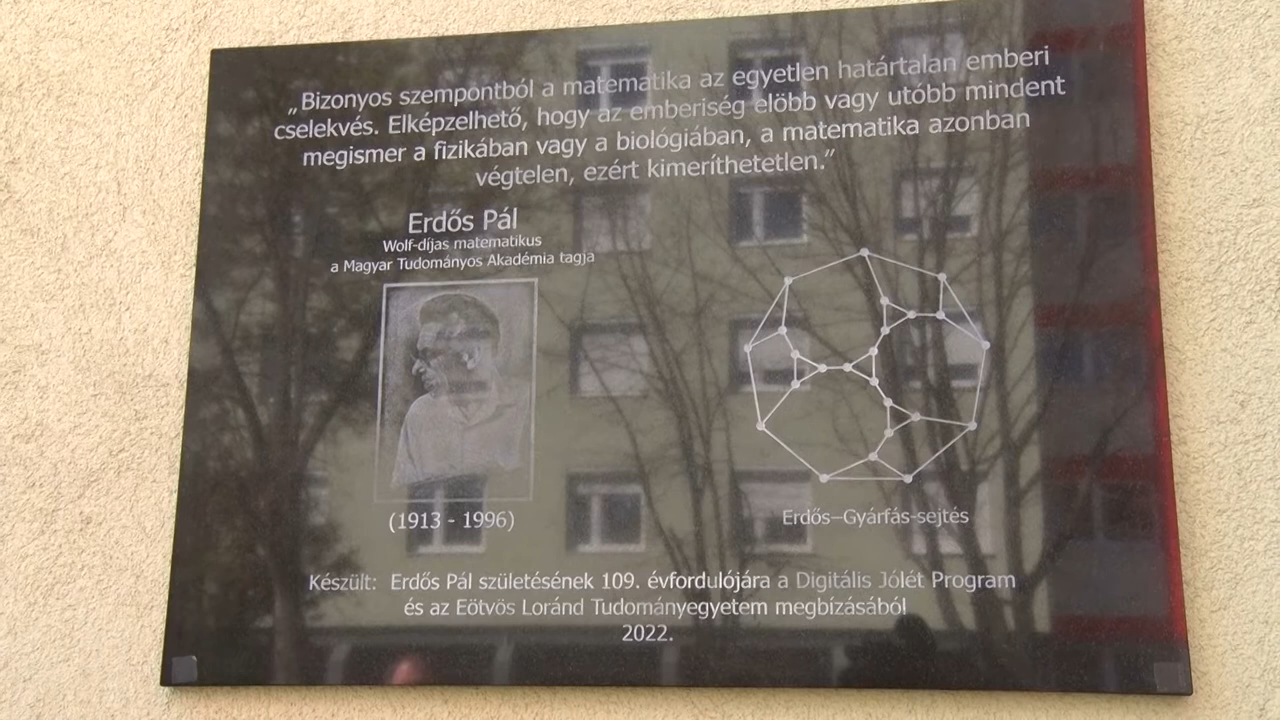 „Bizonyos szempontból a matematika az egyetlen határtalan emberi
cselekvés. Elképzelhető, hogy az emberiség előbb vagy utóbb mindent
megismer a fizikában vagy a biológiában, a matematika azonban
végtelen, ezért kimeríthetetlen.”
Erdős Pál
Wolf-díjas matematikus
a Magyar Tudományos Akadémia tagja
(1913 - 1996)
Erdős–Gyárfás-sejtés
Készült: Erdős Pál születésének 109. évfordulójára a Digitális Jólét Program
és az Eötvös Loránd Tudományegyetem megbízásából
2022.